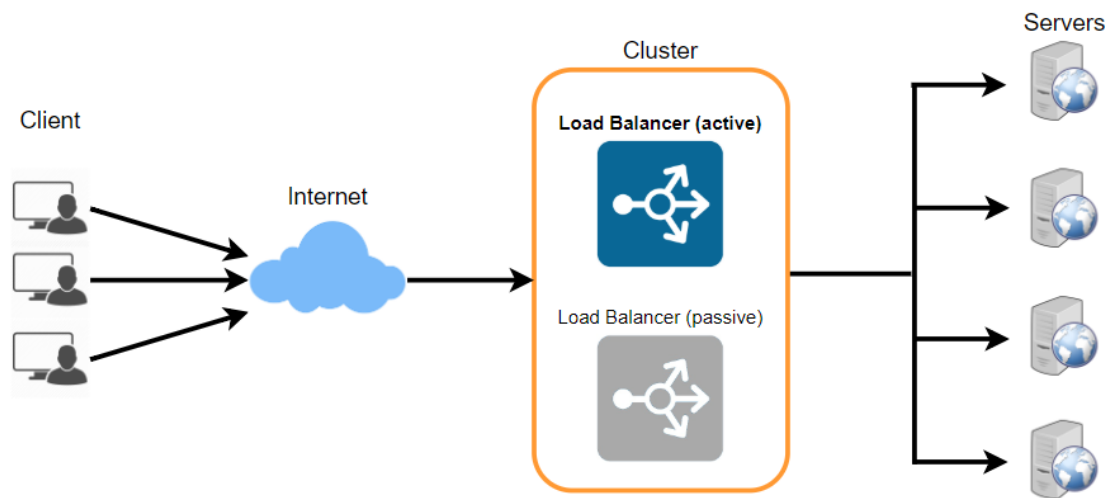 Client
Internet
Cluster
Load Balancer (active)
Load Balancer (passive)
Servers